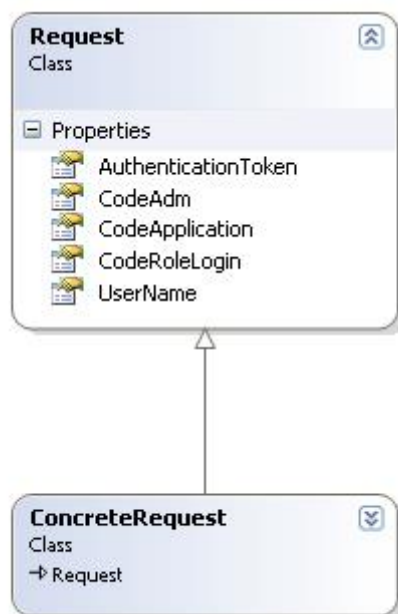 Request
Class
Properties
AuthenticationToken
CodeAdm
CodeApplication
CodeRoleLogin
UserName
ConcreteRequest
Class
Request